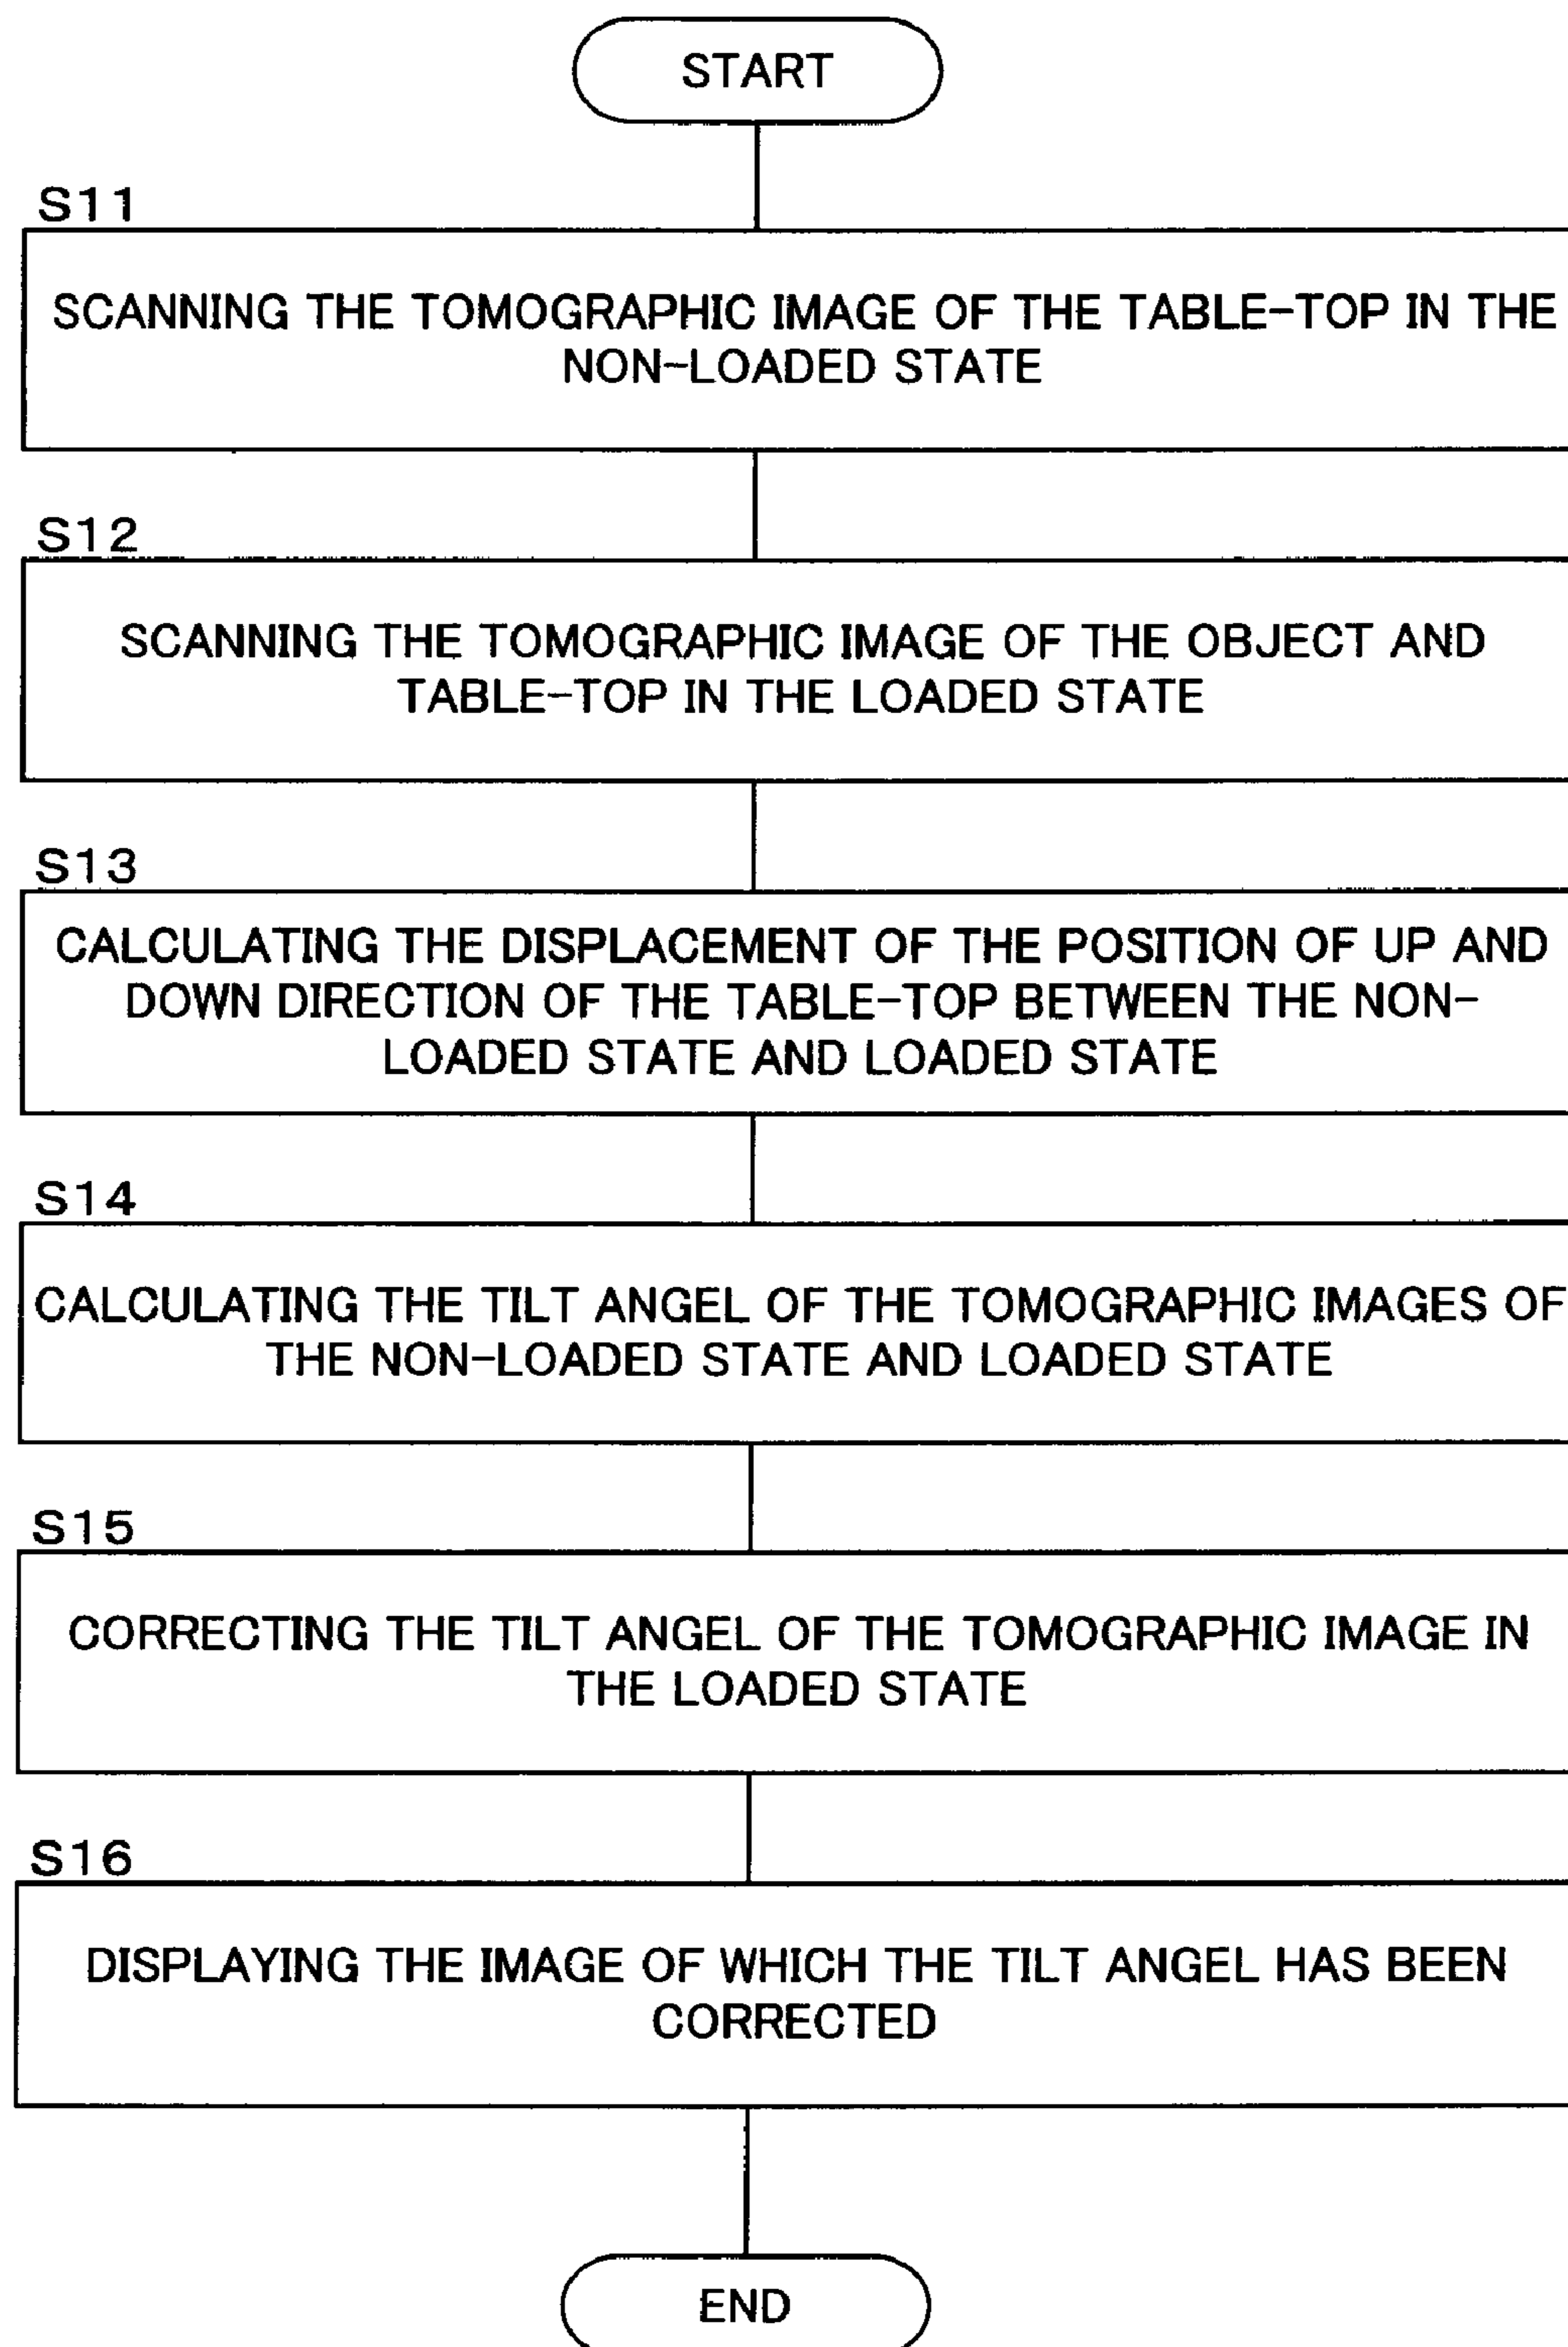 START
S11
SCANNING THE TOMOGRAPHIC IMAGE OF THE TABLE-TOP IN THE
NON-LOADED STATE
S12
SCANNING THE TOMOGRAPHIC IMAGE OF THE OBJECT AND
TABLE-TOP IN THE LOADED STATE
S13
CALCULATING THE DISPLACEMENT OF THE POSITION OF UP AND
DOWN DIRECTION OF THE TABLE-TOP BETWEEN THE NON-
LOADED STATE AND LOADED STATE
S14
CALCULATING THE TILT ANGEL OF THE TOMOGRAPHIC IMAGES OF
THE NON-LOADED STATE AND LOADED STATE
S15
CORRECTING THE TILT ANGEL OF THE TOMOGRAPHIC IMAGE IN
THE LOADED STATE
S16
DISPLAYING THE IMAGE OF WHICH THE TILT ANGEL HAS BEEN
CORRECTED
END